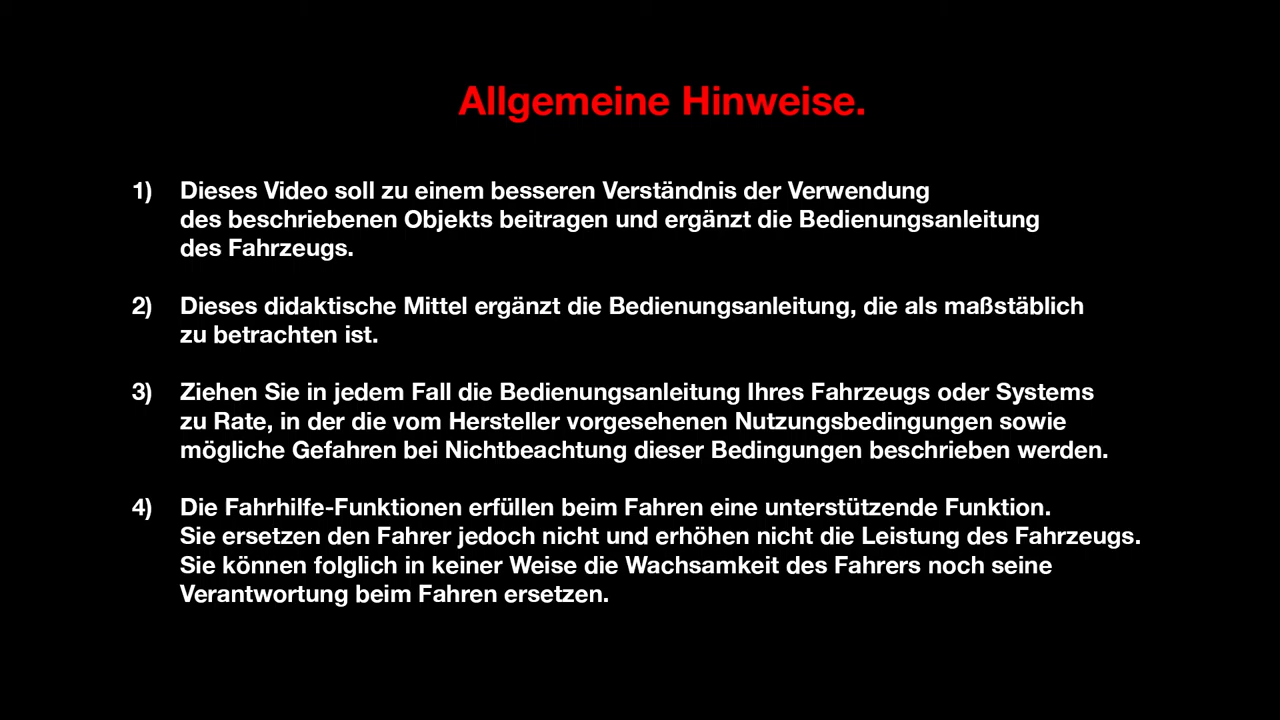 Allgemeine Hinweise.
1) Dieses Video soll zu einem besseren Verständnis der Verwendung
des beschriebenen Objekts beitragen und ergänzt die Bedienungsanleitung
des Fahrzeugs.
2) Dieses didaktische Mittel ergänzt die Bedienungsanleitung, die als maßstäblich
zu betrachten ist.
3) Ziehen Sie in jedem Fall die Bedienungsanleitung Ihres Fahrzeugs oder Systems
zu Rate, in der die vom Hersteller vorgesehenen Nutzungsbedingungen sowie
mögliche Gefahren bei Nichtbeachtung dieser Bedingungen beschrieben werden.
4) Die Fahrhilfe-Funktionen erfüllen beim Fahren eine unterstützende Funktion.
Sie ersetzen den Fahrer jedoch nicht und erhöhen nicht die Leistung des Fahrzeugs.
Sie können folglich in keiner Weise die Wachsamkeit des Fahrers noch seine
Verantwortung beim Fahren ersetzen.